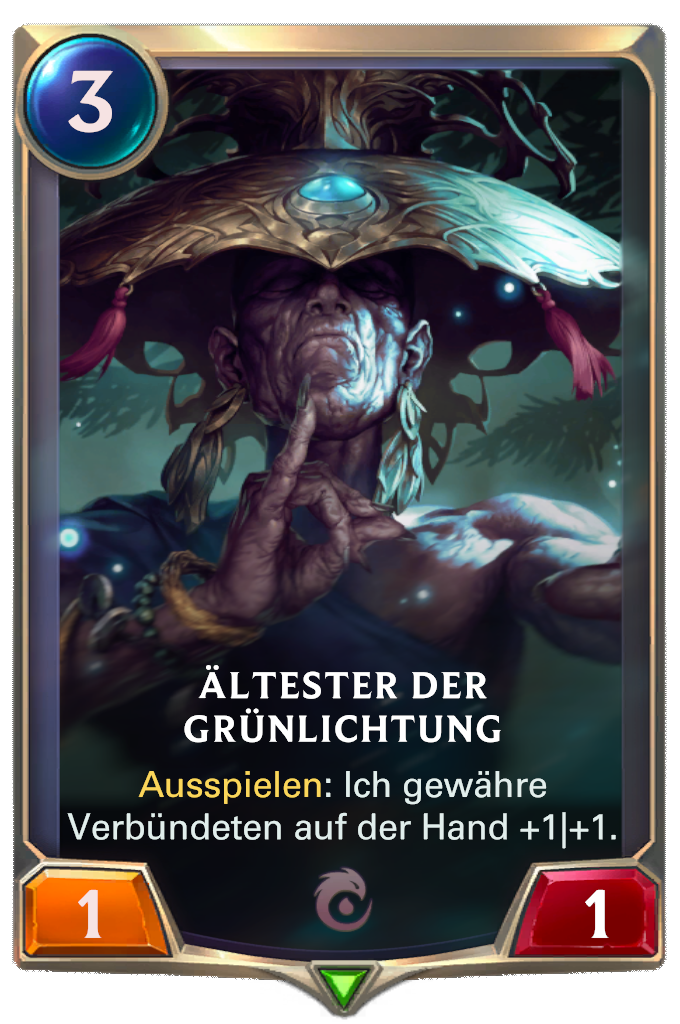 3
ÄLTESTER DER
GRÜNLICHTUNG
Ausspielen: Ich gewähre
Verbündeten auf der Hand +1|+1.
1
1